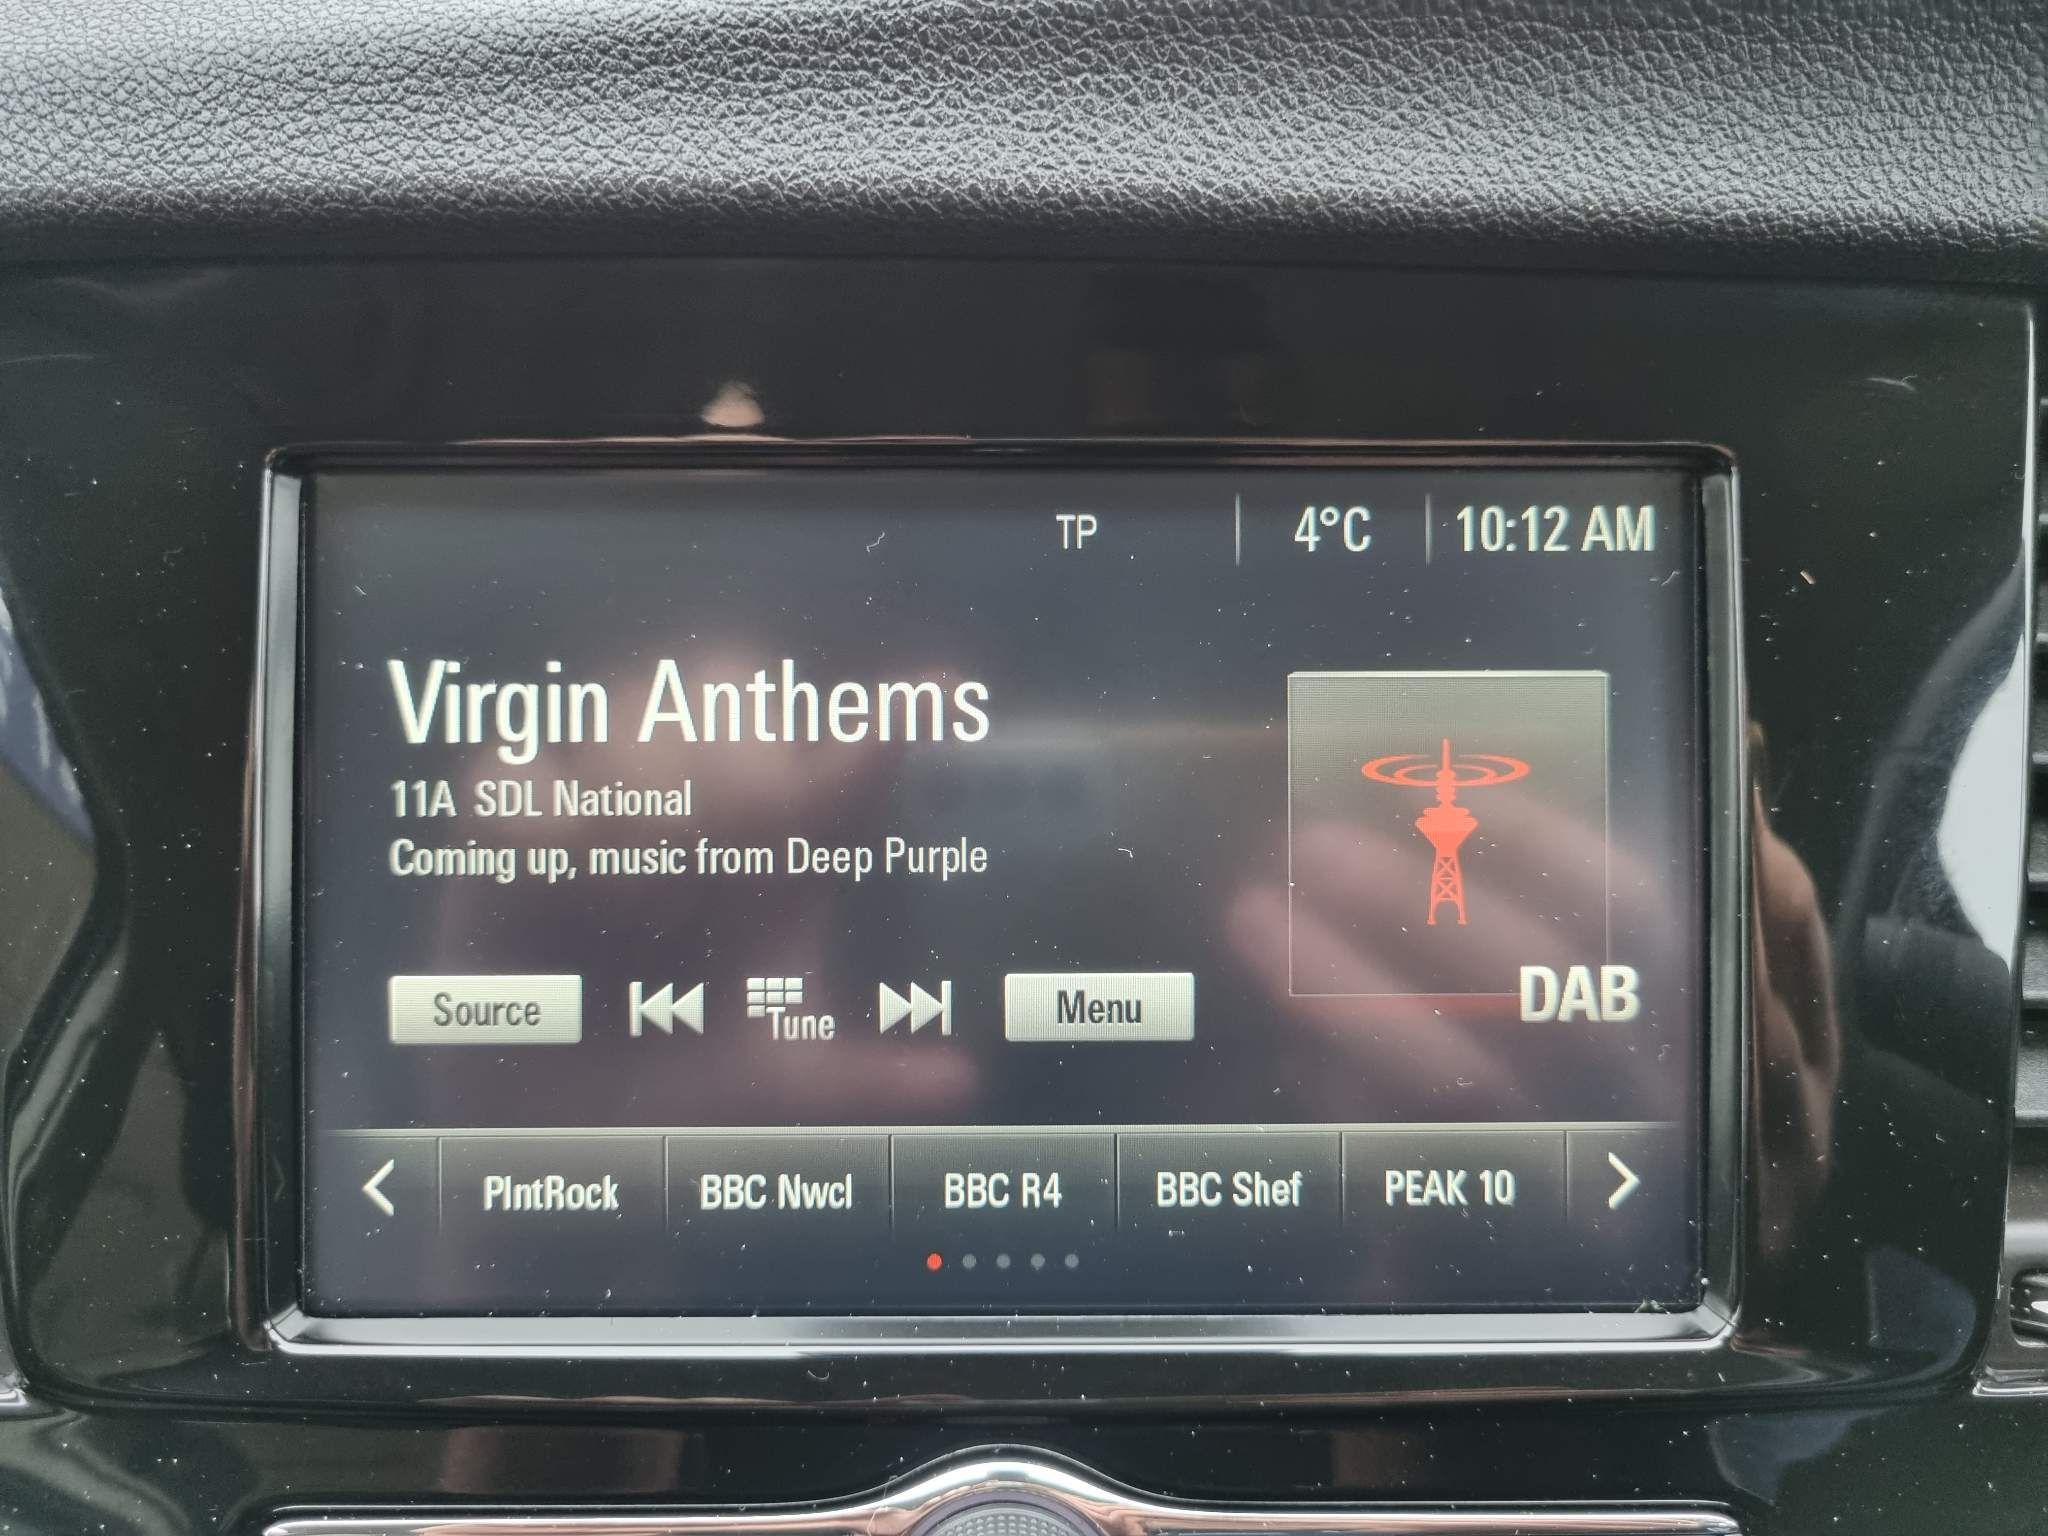 TP 4°C 10:12 AM
Virgin Anthems
11A SDL National
Coming up, music from Deep Purple
Source Tune Menu
DAB
PlntRock BBC Nwcl BBC R4 BBC Shef PEAK 10